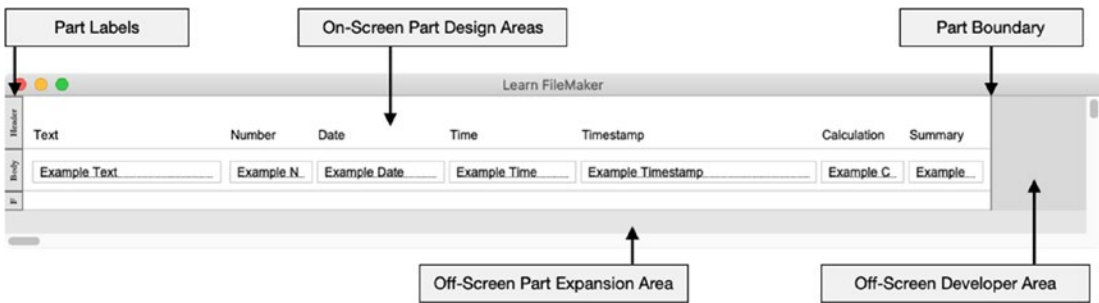 Part Labels On-Screen Part Design Areas Part Boundary
Learn FileMaker
Header
Text Number Date Time Timestamp Calculation Summary
Body
Example Text Example N Example Date Example Time Example Timestamp Example C Example
F
Off-Screen Part Expansion Area Off-Screen Developer Area